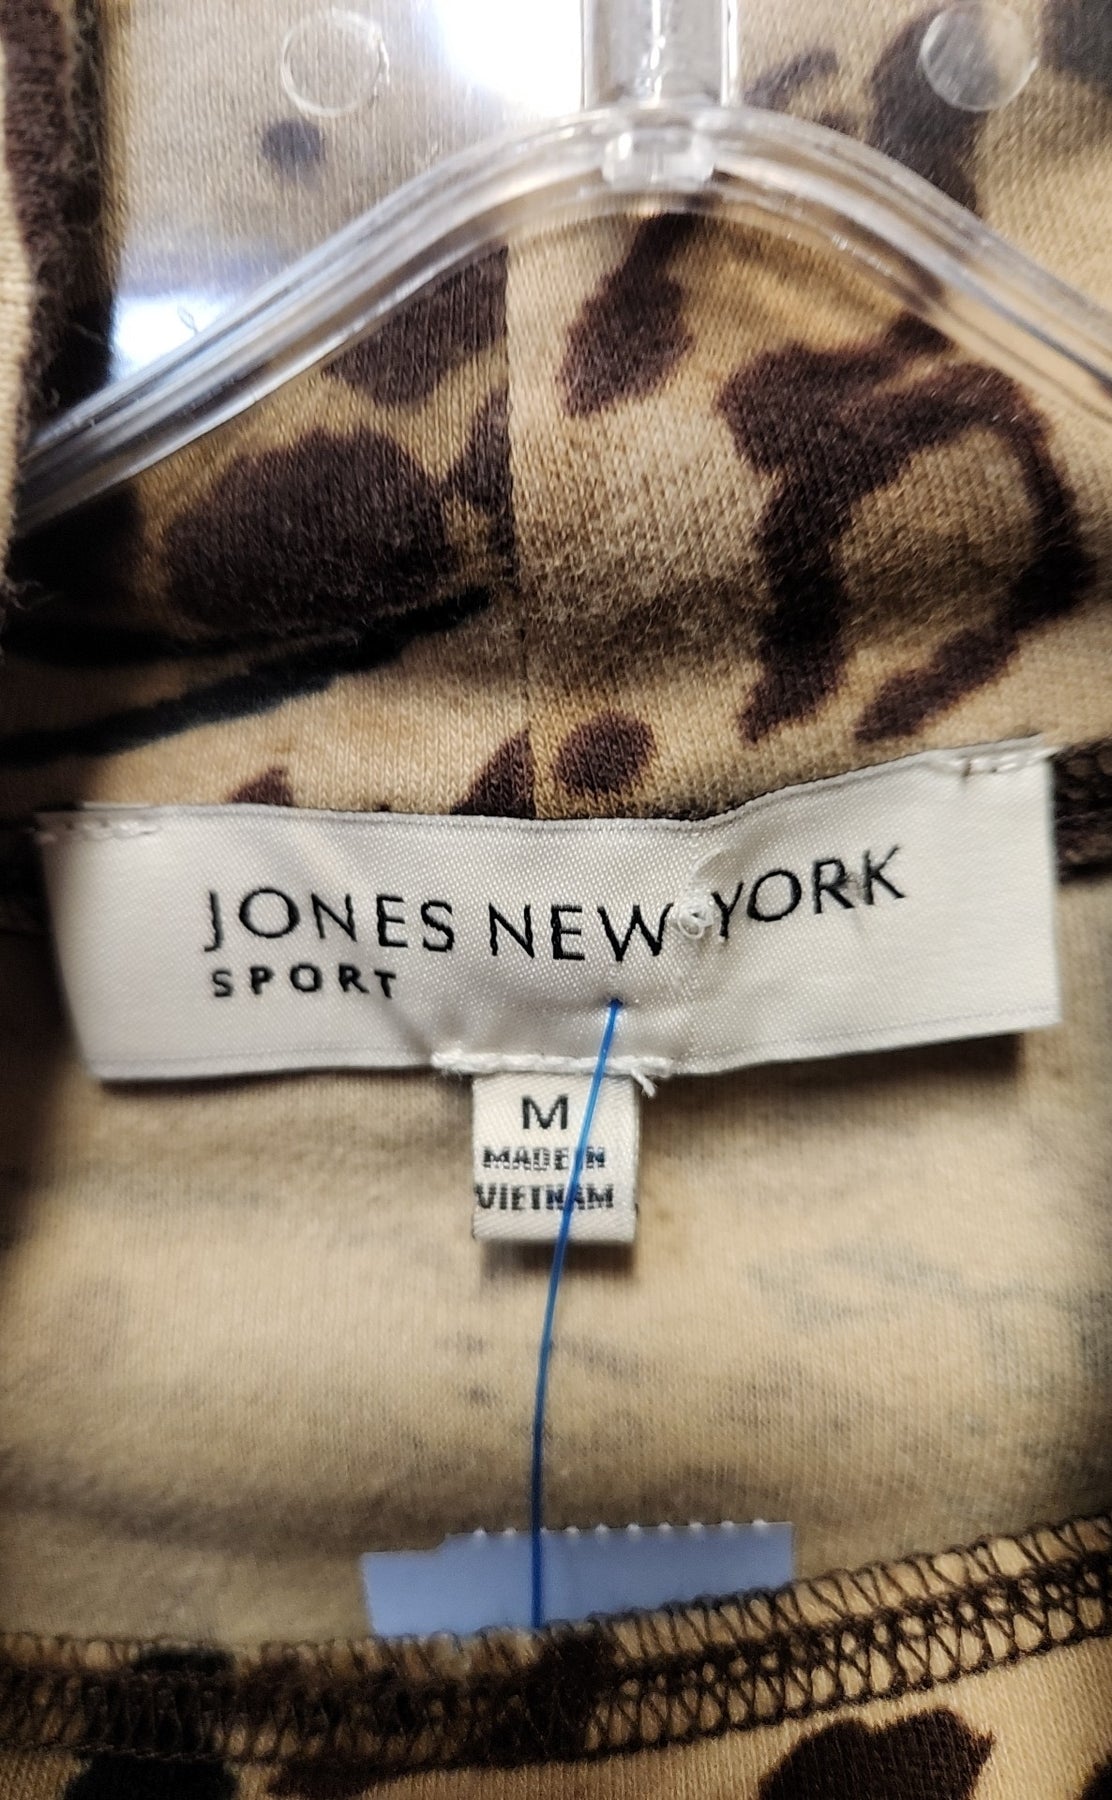 JONES NEW YORK
SPORT
M
MADE IN
VIETNAM